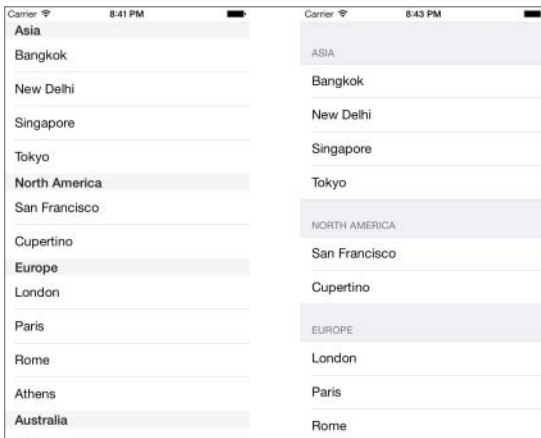 Carrier 8:41 PM
Asia
Bangkok
New Delhi
Singapore
Tokyo
North America
San Francisco
Cupertino
Europe
London
Paris
Rome
Athens
Australia
Carrier 8:43 PM
ASIA
Bangkok
New Delhi
Singapore
Tokyo
NORTH AMERICA
San Francisco
Cupertino
EUROPE
London
Paris
Rome